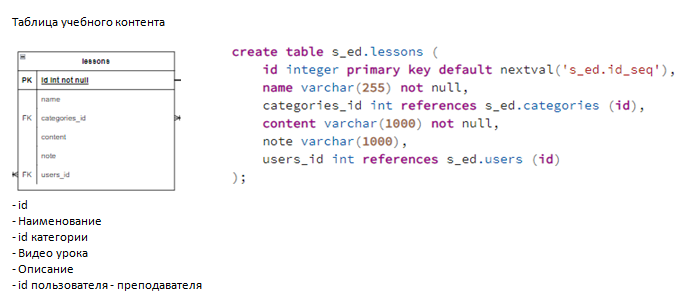 Таблица учебного контента
lessons
PK id int not null
name
FK categories_id
content
note
FK users_id
create table s_ed.lessons (
id integer primary key default nextval('s_ed.id_seq'),
name varchar(255) not null,
categories_id int references s_ed.categories (id),
content varchar(1000) not null,
note varchar(1000),
users_id int references s_ed.users (id)
);
- id
- Наименование
- id категории
- Видео урока
- Описание
- id пользователя - преподавателя